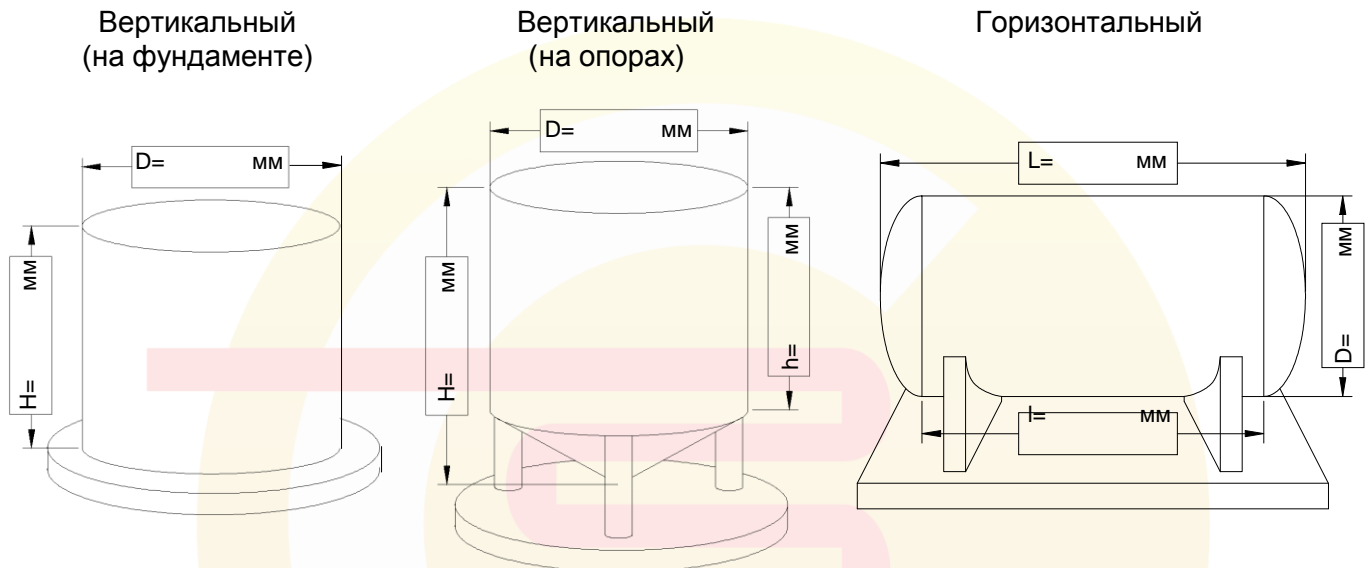 Вертикальный
(на фундаменте)
D= мм
H= мм
Вертикальный
(на опорах)
D= мм
H= мм
h= мм
Горизонтальный
L= мм
D= мм
l= мм